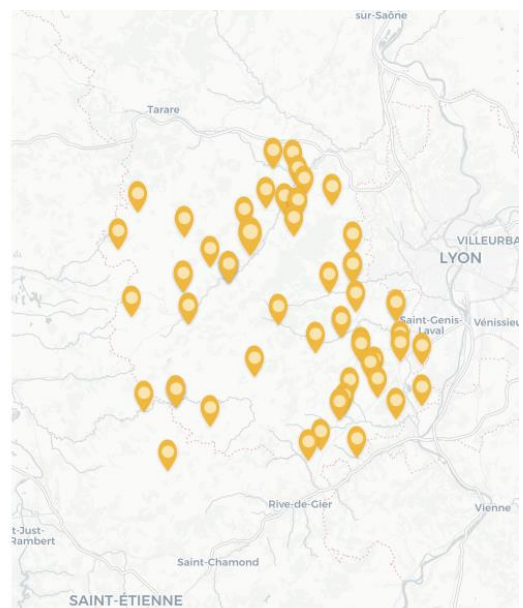 sur-Saône
Tarare
VILLEURBA
LYON
Saint-Genis-
Laval
Vénissieu
Rive-de-Gier
Vienne
t-Just-
Rambert
Saint-Chamond
SAINT-ÉTIENNE